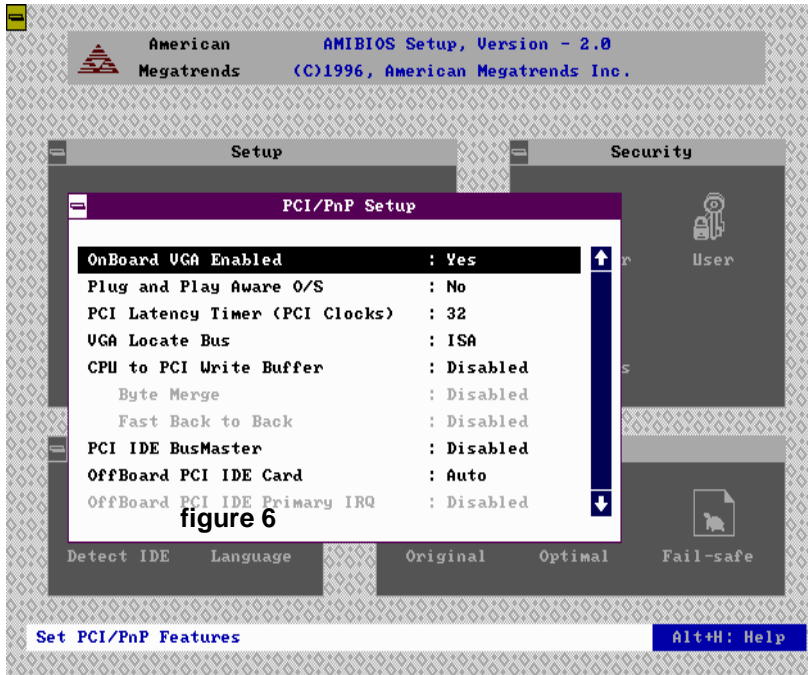 American AMIBIOS Setup, Version - 2.0
Megatrends (C)1996, American Megatrends Inc.
Setup
Security
PCI/PnP Setup
OnBoard VGA Enabled : Yes
Plug and Play Aware O/S : No
PCI Latency Timer (PCI Clocks) : 32
VGA Locate Bus : ISA
CPU to PCI Write Buffer : Disabled
Byte Merge : Disabled
Fast Back to Back : Disabled
PCI IDE BusMaster : Disabled
OffBoard PCI IDE Card : Auto
OffBoard PCI IDE Primary IRQ : Disabled
figure 6
User
Detect IDE Language Original Optimal Fail-safe
Set PCI/PnP Features Alt+H: Help